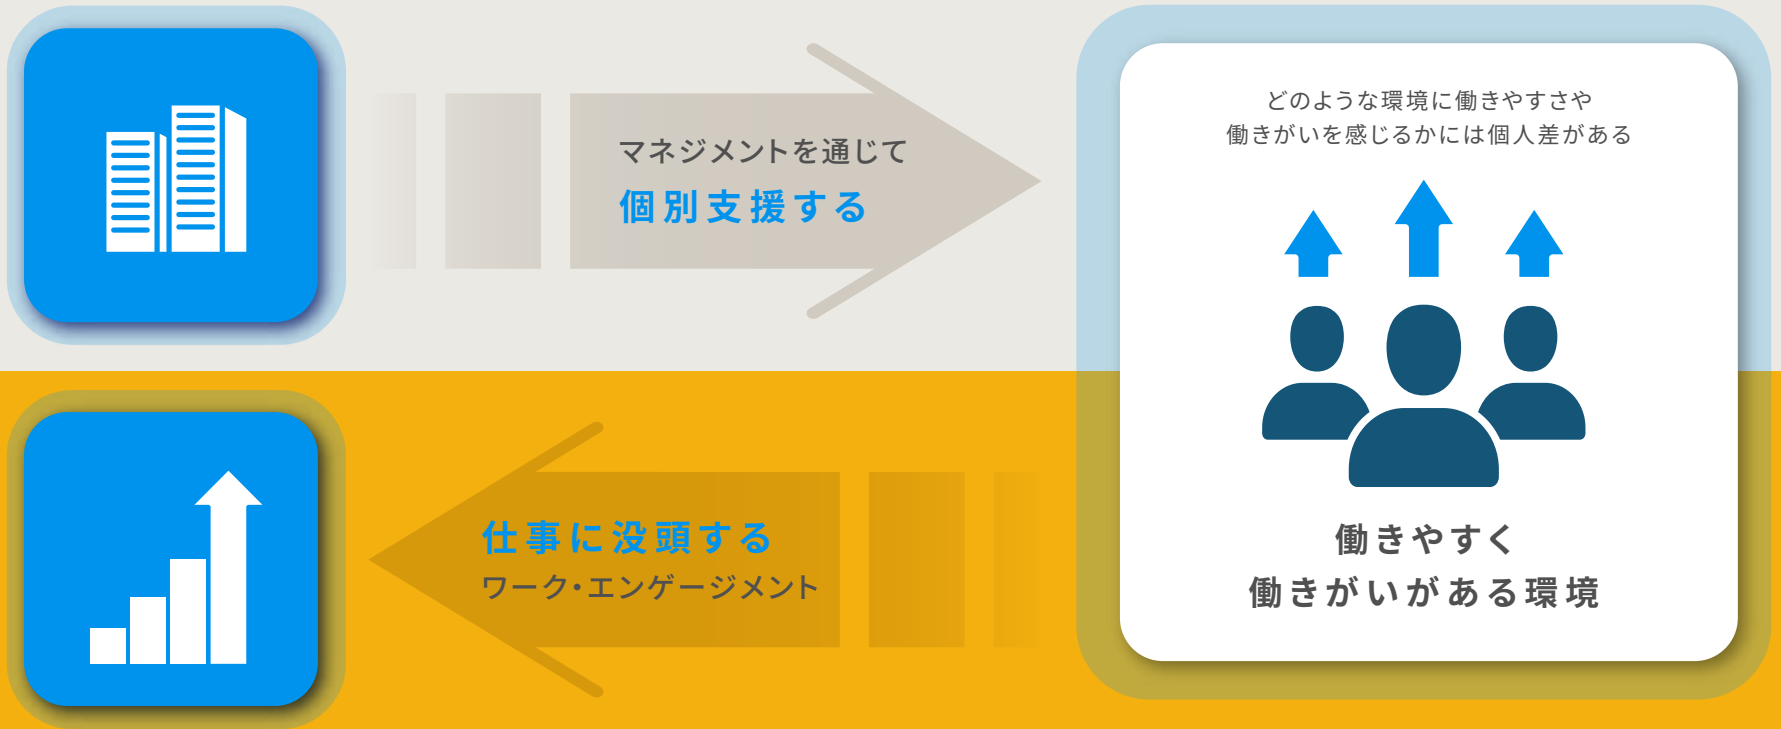 マネジメントを通じて
個別支援する
どのような環境に働きやすさや
働きがいを感じるかには個人差がある
働きやすく
働きがいがある環境
仕事に没頭する
ワーク・エンゲージメント